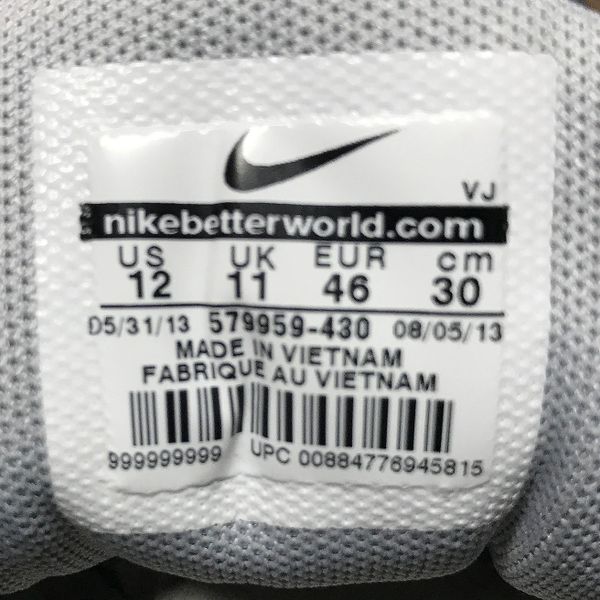 VJ
nikebetterworld.com
US UK EUR cm
12 11 46 30
05/31/13 579959-430 08/05/13
MADE IN VIETNAM
FABRIQUE AU VIETNAM
999999999 UPC 00884776945815